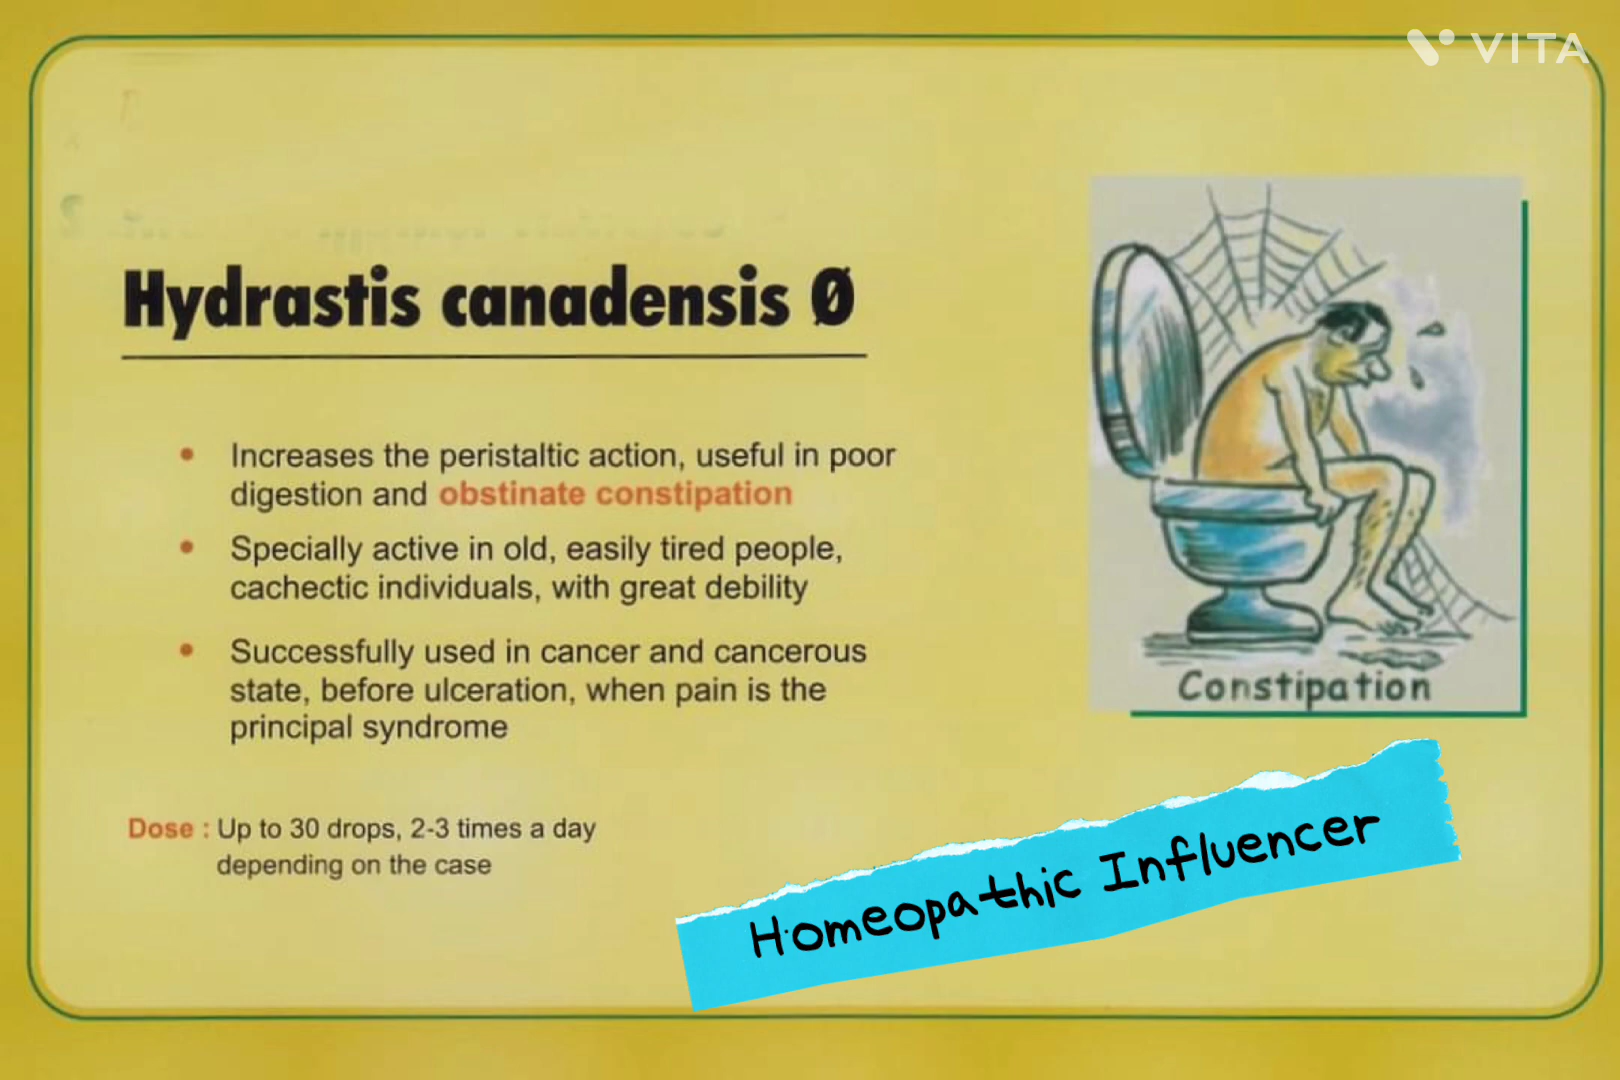 VITA
Hydrastis canadensis Ø
• Increases the peristaltic action, useful in poor
digestion and obstinate constipation
• Specially active in old, easily tired people,
cachectic individuals, with great debility
• Successfully used in cancer and cancerous
state, before ulceration, when pain is the
principal syndrome
Dose : Up to 30 drops, 2-3 times a day
depending on the case
Constipation
Homeopathic Influencer